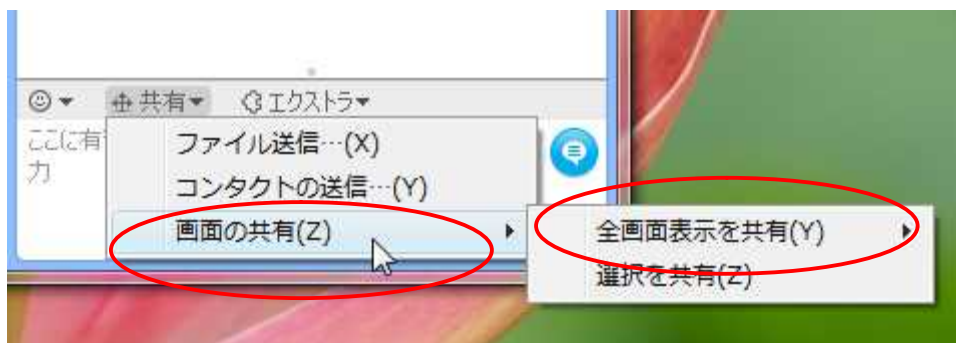 共有
エクストラ
ここに有
力
ファイル送信…(X)
コンタクトの送信…(Y)
画面の共有(Z)
全画面表示を共有(Y)
選択を共有(Z)